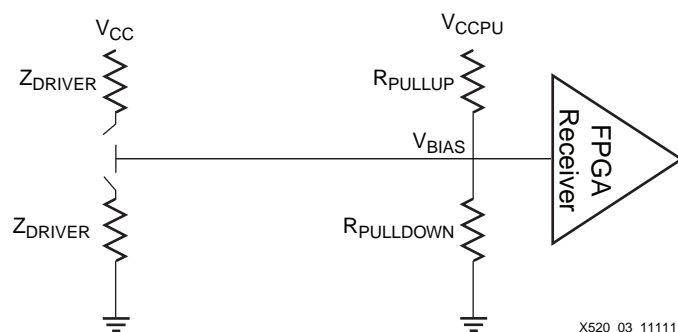 VCC
VCCPU
ZDRIVER
RPULLUP
VBIAS
FPGA
Receiver
ZDRIVER
RPULLDOWN
X520_03_11111